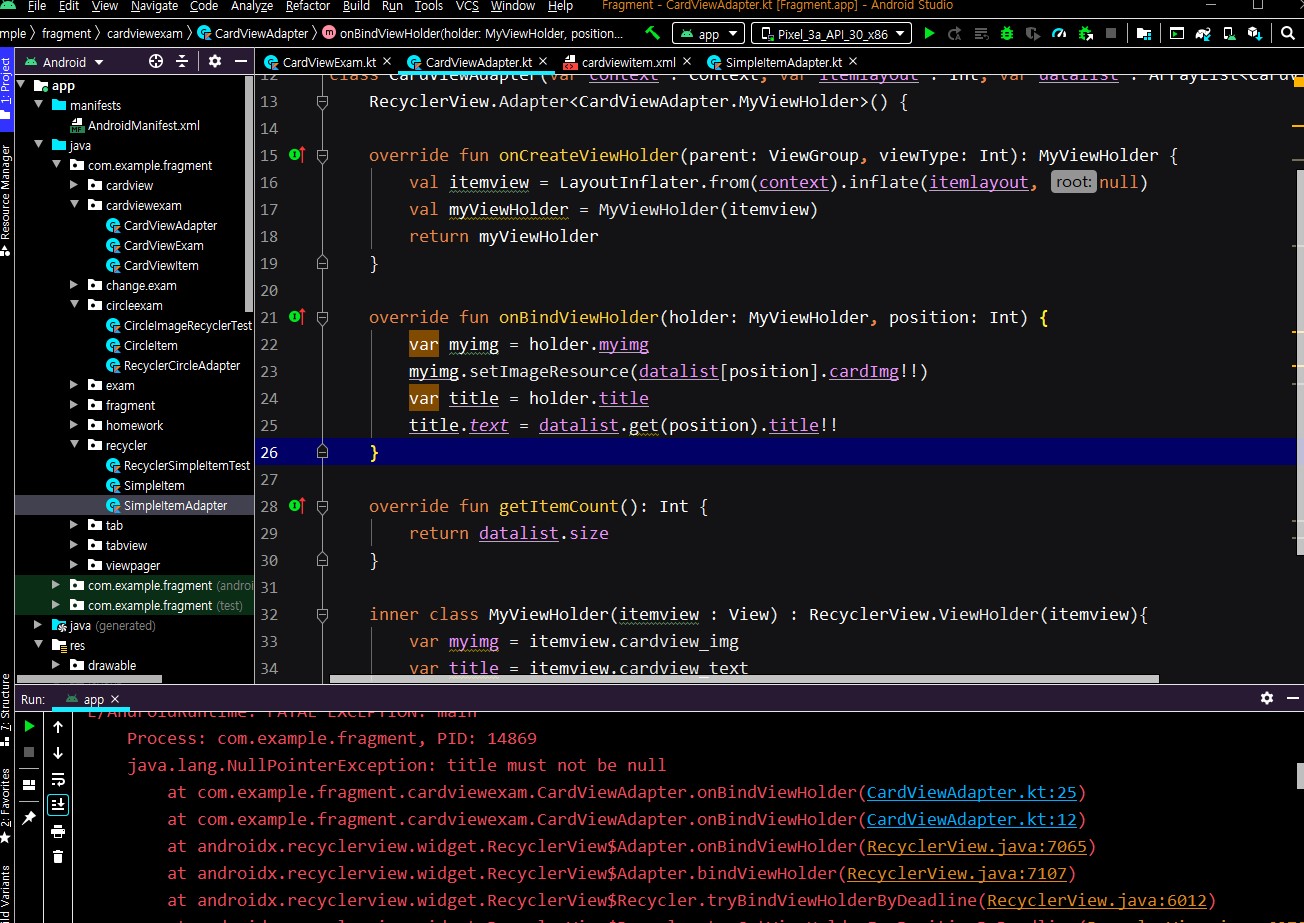 File Edit View Navigate Code Analyze Refactor Build Run Tools VCS Window Help Fragment - CardViewAdapter.kt [Fragment.app] - Android Studio
mple fragment cardviewexam CardViewAdapter onBindViewHolder(holder: MyViewHolder, position... app Pixel_3a_API_30_x86
Android CardViewExam.kt CardViewAdapter.kt cardviewitem.xml SimpleItemAdapter.kt
1: Project
Resource Manager
7: Structure
2: Favorites
ld Variants
app
manifests
AndroidManifest.xml
java
com.example.fragment
cardview
cardviewexam
CardViewAdapter
CardViewExam
CardViewItem
change.exam
circleexam
CircleImageRecyclerTest
CircleItem
RecyclerCircleAdapter
exam
fragment
homework
recycler
RecyclerSimpleItemTest
SimpleItem
SimpleItemAdapter
tab
tabview
viewpager
com.example.fragment (androi
com.example.fragment (test)
java (generated)
res
drawable
12 class CardViewAdapter(var context : Context, var itemlayout : Int, var datalist : ArrayList<CardV
13 RecyclerView.Adapter<CardViewAdapter.MyViewHolder>() {
14
15 override fun onCreateViewHolder(parent: ViewGroup, viewType: Int): MyViewHolder {
16 val itemview = LayoutInflater.from(context).inflate(itemlayout, root: null)
17 val myViewHolder = MyViewHolder(itemview)
18 return myViewHolder
19 }
20
21 override fun onBindViewHolder(holder: MyViewHolder, position: Int) {
22 var myimg = holder.myimg
23 myimg.setImageResource(datalist[position].cardImg!!)
24 var title = holder.title
25 title.text = datalist.get(position).title!!
26 }
27
28 override fun getItemCount(): Int {
29 return datalist.size
30 }
31
32 inner class MyViewHolder(itemview : View) : RecyclerView.ViewHolder(itemview){
33 var myimg = itemview.cardview_img
34 var title = itemview.cardview_text
Run: app
E/AndroidRuntime: FATAL EXCEPTION: main
Process: com.example.fragment, PID: 14869
java.lang.NullPointerException: title must not be null
at com.example.fragment.cardviewexam.CardViewAdapter.onBindViewHolder(CardViewAdapter.kt:25)
at com.example.fragment.cardviewexam.CardViewAdapter.onBindViewHolder(CardViewAdapter.kt:12)
at androidx.recyclerview.widget.RecyclerView$Adapter.onBindViewHolder(RecyclerView.java:7065)
at androidx.recyclerview.widget.RecyclerView$Adapter.bindViewHolder(RecyclerView.java:7107)
at androidx.recyclerview.widget.RecyclerView$Recycler.tryBindViewHolderByDeadline(RecyclerView.java:6012)